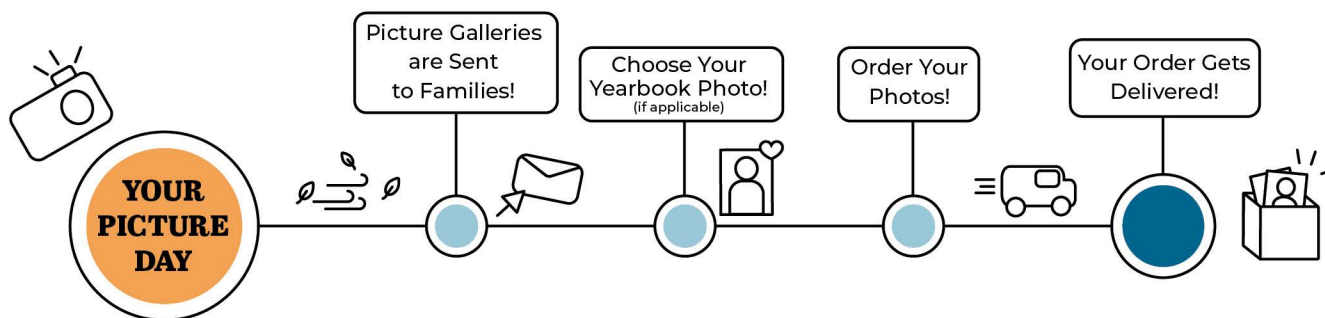 YOUR
PICTURE
DAY
Picture Galleries
are Sent
to Families!
Choose Your
Yearbook Photo!
(if applicable)
Order Your
Photos!
Your Order Gets
Delivered!